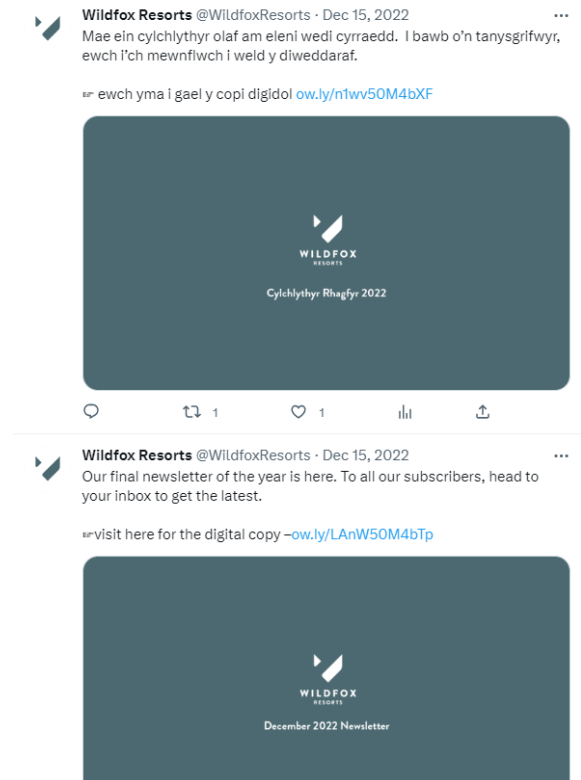 Wildfox Resorts @WildfoxResorts · Dec 15, 2022
Mae ein cylchlythyr olaf am eleni wedi cyrraedd. I bawb o'n tanysgrifwyr,
ewch i'ch mewnflwch i weld y diweddaraf.
☞ ewch yma i gael y copi digidol ow.ly/n1wv50M4bXF
WILDFOX
RESORTS
Cylchlythyr Rhagfyr 2022
1 1
Wildfox Resorts @WildfoxResorts · Dec 15, 2022
Our final newsletter of the year is here. To all our subscribers, head to
your inbox to get the latest.
☞visit here for the digital copy –ow.ly/LAnW50M4bTp
WILDFOX
RESORTS
December 2022 Newsletter